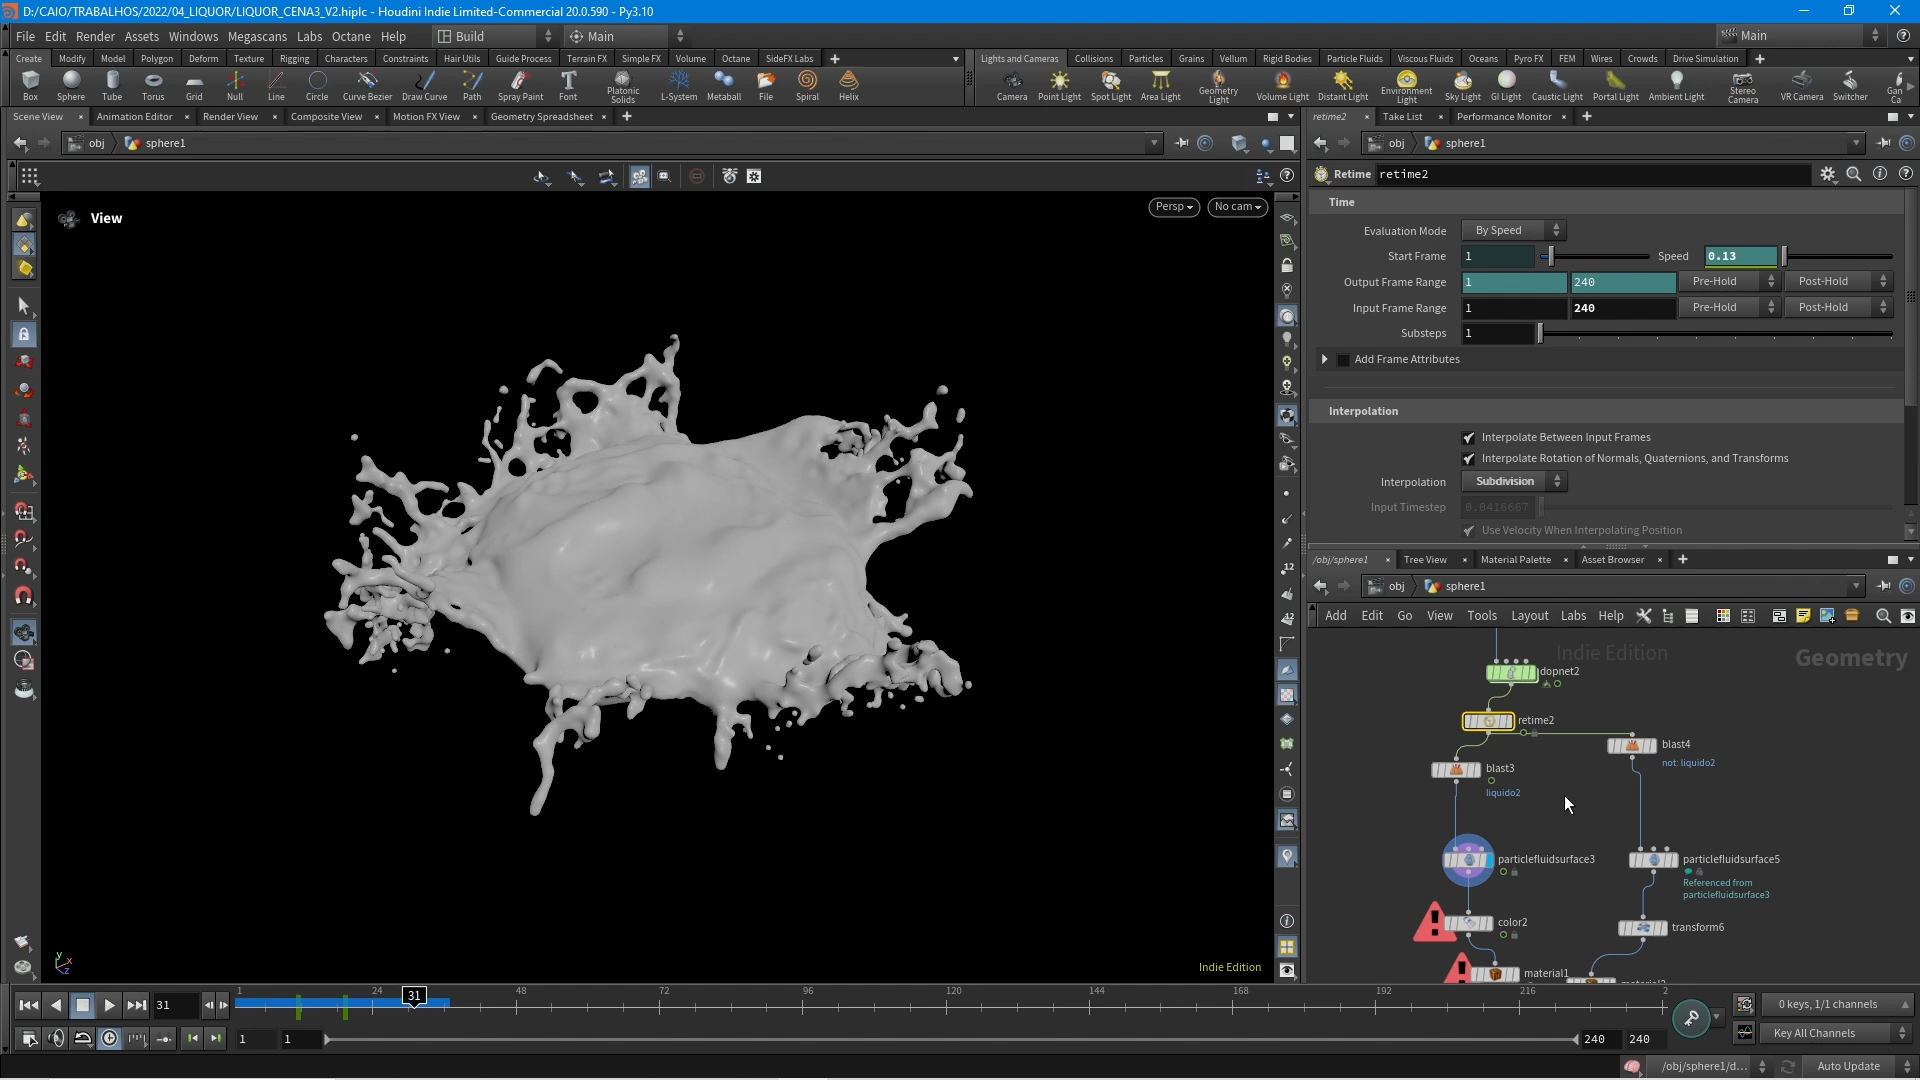 D:/CAIO/TRABALHOS/2022/04_LIQUOR/LIQUOR_CENA3_V2.hiplc - Houdini Indie Limited-Commercial 20.0.590 - Py3.10
File Edit Render Assets Windows Megascans Labs Octane Help Build Main Main
Create Modify Model Polygon Deform Texture Rigging Characters Constraints Hair Utils Guide Process Terrain FX Simple FX Volume Octane SideFX Labs
Lights and Cameras Collisions Particles Grains Vellum Rigid Bodies Particle Fluids Viscous Fluids Oceans Pyro FX FEM Wires Crowds Drive Simulation
Box Sphere Tube Torus Grid Null Line Circle Curve Bezier Draw Curve Path Spray Paint Font Platonic Solids L-System Metaball File Spiral Helix
Camera Point Light Spot Light Area Light Geometry Light Volume Light Distant Light Environment Light Sky Light GI Light Caustic Light Portal Light Ambient Light Stereo Camera VR Camera Switcher Gan Ca
Scene View Animation Editor Render View Composite View Motion FX View Geometry Spreadsheet
retime2 Take List Performance Monitor
obj sphere1
obj sphere1
Retime retime2
View
Persp No cam
Time
Evaluation Mode By Speed
Start Frame 1 Speed 0.13
Output Frame Range 1 240 Pre-Hold Post-Hold
Input Frame Range 1 240 Pre-Hold Post-Hold
Substeps 1
Add Frame Attributes
Interpolation
Interpolate Between Input Frames
Interpolate Rotation of Normals, Quaternions, and Transforms
Interpolation Subdivision
Input Timestep 0.0416667
Use Velocity When Interpolating Position
/obj/sphere1 Tree View Material Palette Asset Browser
obj sphere1
Add Edit Go View Tools Layout Labs Help
Indie Edition
Geometry
dopnet2
retime2
blast4
not: liquido2
blast3
liquido2
particlefluidsurface3
particlefluidsurface5
Referenced from
particlefluidsurface3
color2
transform6
material1
y
x
z
Indie Edition
31
1 24 31 48 72 96 120 144 168 192 216 2
0 keys, 1/1 channels
1 1 240 240
Key All Channels
/obj/sphere1/d... Auto Update